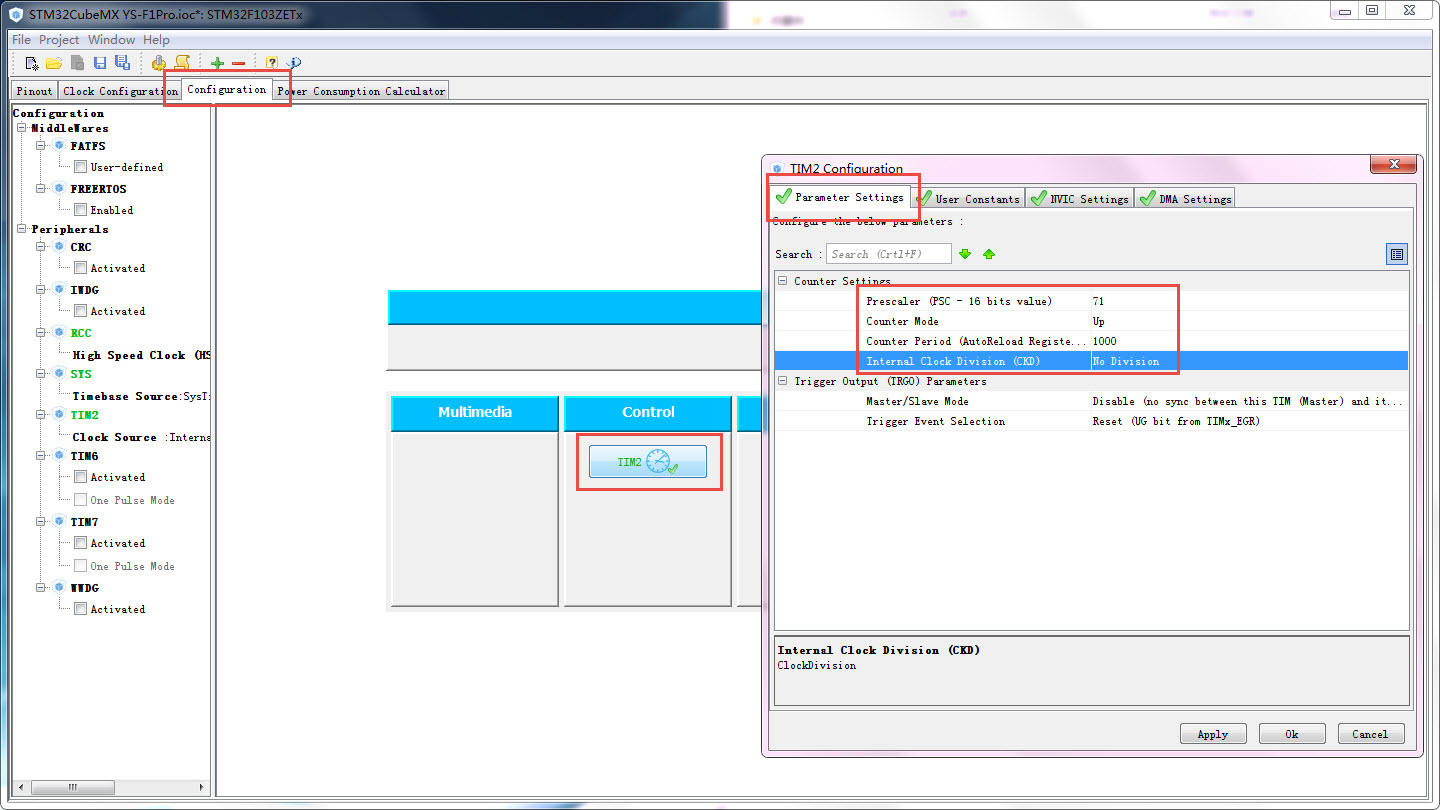 STM32CubeMX YS-F1Pro.ioc*: STM32F103ZETx
File Project Window Help
Pinout Clock Configuration Configuration Power Consumption Calculator
Configuration
MiddleWares
FATFS
User-defined
FREERTOS
Enabled
Peripherals
CRC
Activated
IWDG
Activated
RCC
High Speed Clock (HS
SYS
Timebase Source:SysT
TIM2
Clock Source :Interna
TIM6
Activated
One Pulse Mode
TIM7
Activated
One Pulse Mode
WWDG
Activated
Multimedia
Control
TIM2
TIM2 Configuration
Parameter Settings User Constants NVIC Settings DMA Settings
Configure the below parameters :
Search : Search (Crtl+F)
Counter Settings
Prescaler (PSC - 16 bits value) 71
Counter Mode Up
Counter Period (AutoReload Registe... 1000
Internal Clock Division (CKD) No Division
Trigger Output (TRGO) Parameters
Master/Slave Mode Disable (no sync between this TIM (Master) and it...
Trigger Event Selection Reset (UG bit from TIMx_EGR)
Internal Clock Division (CKD)
ClockDivision
Apply Ok Cancel